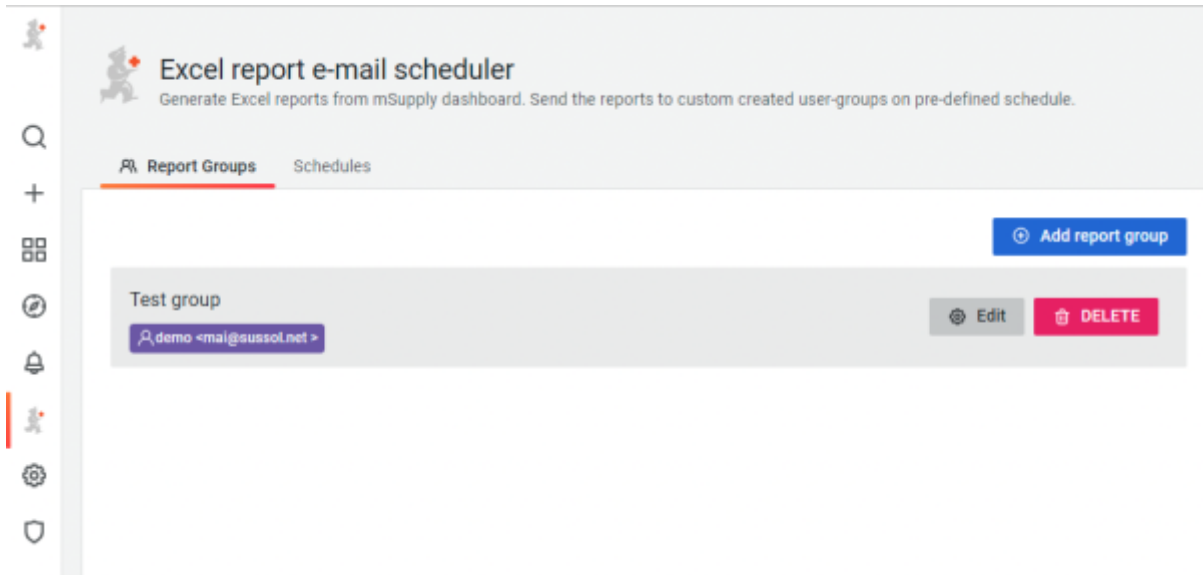 Excel report e-mail scheduler
Generate Excel reports from mSupply dashboard. Send the reports to custom created user-groups on pre-defined schedule.
Report Groups Schedules
Add report group
Test group
demo <mai@sussol.net >
Edit DELETE